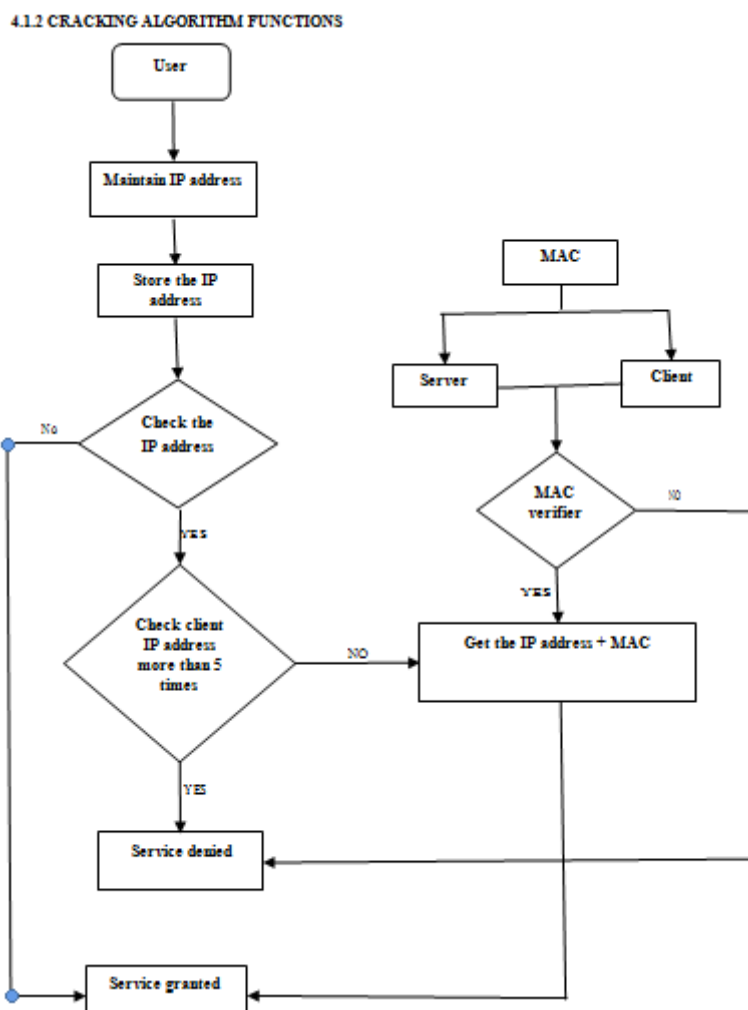 4.1.2 CRACKING ALGORITHM FUNCTIONS
User
Maintain IP address
Store the IP
address
Check the
IP address
No
YES
Check client
IP address
more than 5
times
NO
YES
Service denied
Service granted
MAC
Server
Client
MAC
verifier
NO
YES
Get the IP address + MAC